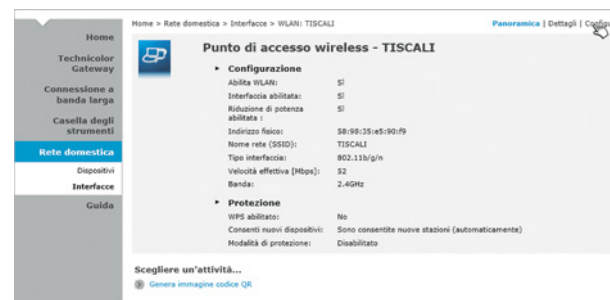 Home > Rete domestica > Interfacce > WLAN: TISCALI
Panoramica | Dettagli |
Home
Technicolor
Gateway
Connessione a
banda larga
Casella degli
strumenti
Rete domestica
Dispositivi
Interfacce
Guida
Punto di accesso wireless - TISCALI
Configurazione
Abilita WLAN: Sì
Interfaccia abilitata: Sì
Riduzione di potenza
abilitata : Sì
Indirizzo fisico: 58:98:35:e5:90:f9
Nome rete (SSID): TISCALI
Tipo interfaccia: 802.11b/g/n
Velocità effettiva [Mbps]: 52
Banda: 2.4GHz
Protezione
WPS abilitato: No
Consenti nuovi dispositivi: Sono consentite nuove stazioni (automaticamente)
Modalità di protezione: Disabilitato
Scegliere un'attività...
Genera immagine codice QR